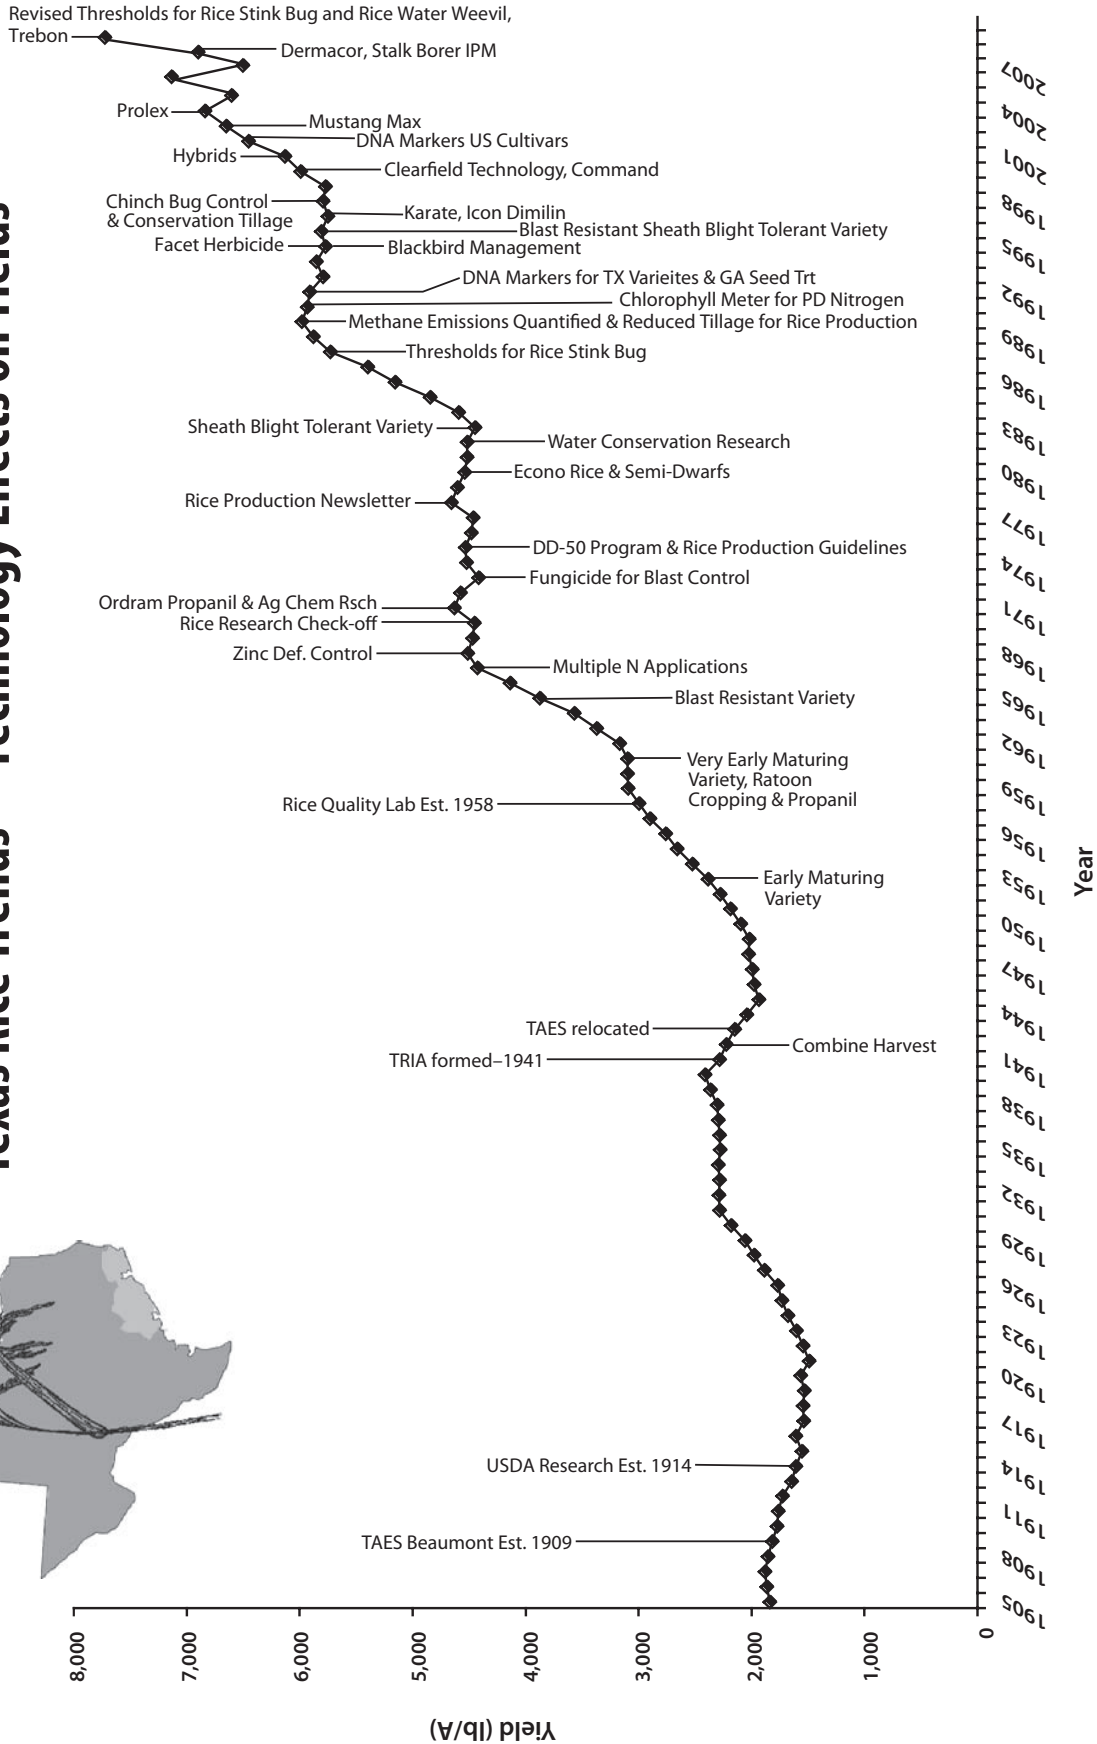 Texas Rice Trends Technology Effects on Yields
Revised Thresholds for Rice Stink Bug and Rice Water Weevil,
Trebon
Dermacor, Stalk Borer IPM
Prolex
Mustang Max
DNA Markers US Cultivars
Hybrids
Clearfield Technology, Command
Chinch Bug Control
& Conservation Tillage
Karate, Icon Dimilin
Blast Resistant Sheath Blight Tolerant Variety
Facet Herbicide
Blackbird Management
DNA Markers for TX Varieites & GA Seed Trt
Chlorophyll Meter for PD Nitrogen
Methane Emissions Quantified & Reduced Tillage for Rice Production
Thresholds for Rice Stink Bug
Sheath Blight Tolerant Variety
Water Conservation Research
Econo Rice & Semi-Dwarfs
Rice Production Newsletter
DD-50 Program & Rice Production Guidelines
Fungicide for Blast Control
Ordram Propanil & Ag Chem Rsch
Rice Research Check-off
Zinc Def. Control
Multiple N Applications
Blast Resistant Variety
Very Early Maturing
Variety, Ratoon
Cropping & Propanil
Rice Quality Lab Est. 1958
Early Maturing
Variety
TAES relocated
Combine Harvest
TRIA formed–1941
USDA Research Est. 1914
TAES Beaumont Est. 1909
2007
2004
2001
1998
1995
1992
1989
1986
1983
1980
1977
1974
1971
1968
1965
1962
1959
1956
1953
1950
1947
1944
1941
1938
1935
1932
1929
1926
1923
1920
1917
1914
1911
1908
1905
Year
8,000
7,000
6,000
5,000
4,000
3,000
2,000
1,000
0
Yield (lb/A)